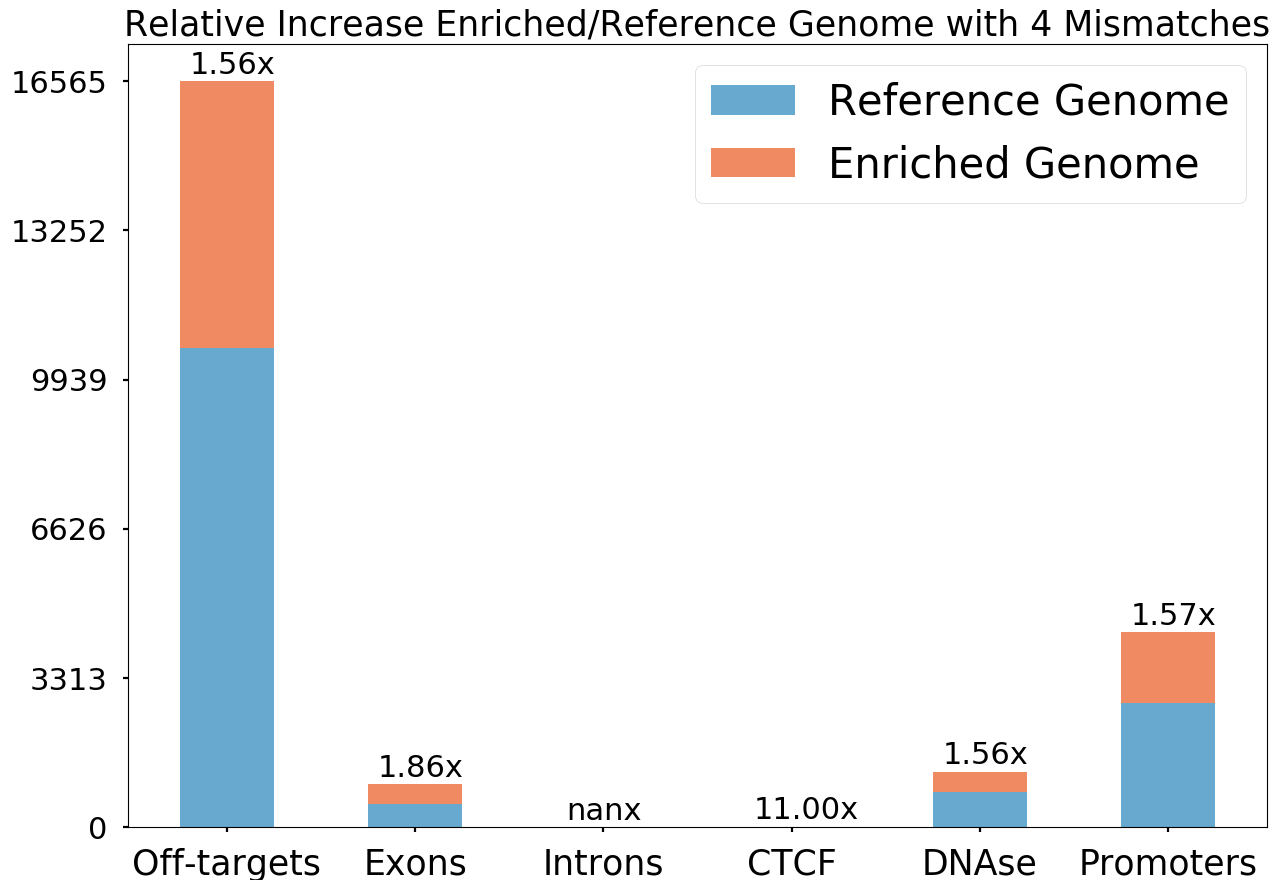 Relative Increase Enriched/Reference Genome with 4 Mismatches
Reference Genome
Enriched Genome
16565
13252
9939
6626
3313
0
1.56x
1.86x
nanx
11.00x
1.56x
1.57x
Off-targets
Exons
Introns
CTCF
DNAse
Promoters